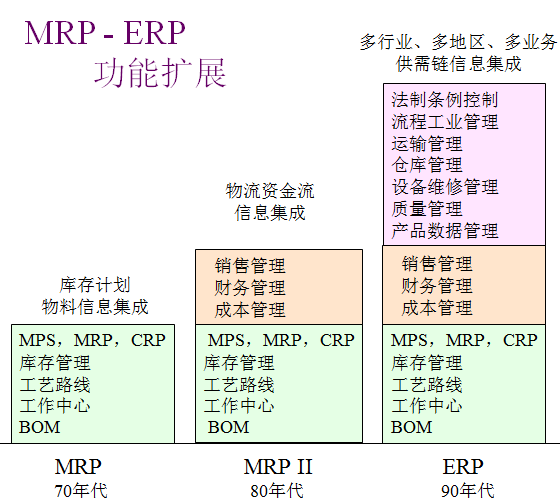 MRP - ERP
功能扩展
多行业、多地区、多业务
供需链信息集成
法制条例控制
流程工业管理
运输管理
仓库管理
设备维修管理
质量管理
产品数据管理
物流资金流
信息集成
销售管理
财务管理
成本管理
销售管理
财务管理
成本管理
库存计划
物料信息集成
MPS，MRP，CRP
库存管理
工艺路线
工作中心
BOM
MPS，MRP，CRP
库存管理
工艺路线
工作中心
BOM
MPS，MRP，CRP
库存管理
工艺路线
工作中心
BOM
MRP
70年代
MRP II
80年代
ERP
90年代